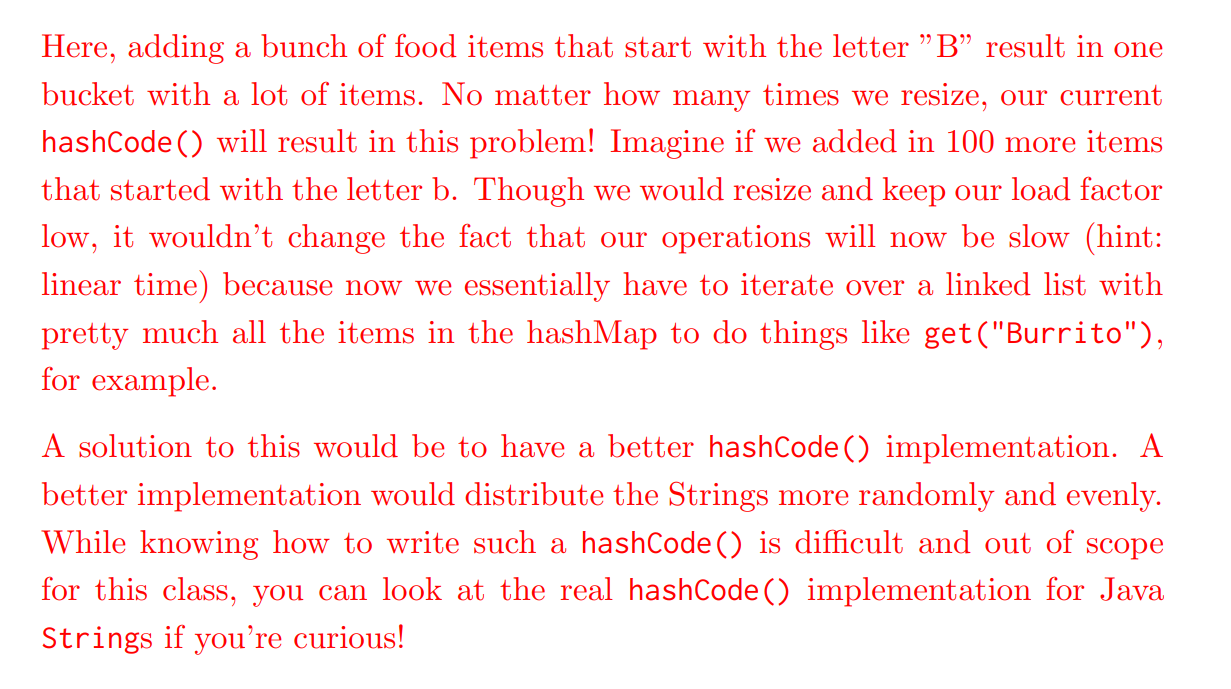 Here, adding a bunch of food items that start with the letter ”B” result in one
bucket with a lot of items. No matter how many times we resize, our current
hashCode() will result in this problem! Imagine if we added in 100 more items
that started with the letter b. Though we would resize and keep our load factor
low, it wouldn’t change the fact that our operations will now be slow (hint:
linear time) because now we essentially have to iterate over a linked list with
pretty much all the items in the hashMap to do things like get("Burrito"),
for example.
A solution to this would be to have a better hashCode() implementation. A
better implementation would distribute the Strings more randomly and evenly.
While knowing how to write such a hashCode() is difficult and out of scope
for this class, you can look at the real hashCode() implementation for Java
Strings if you’re curious!